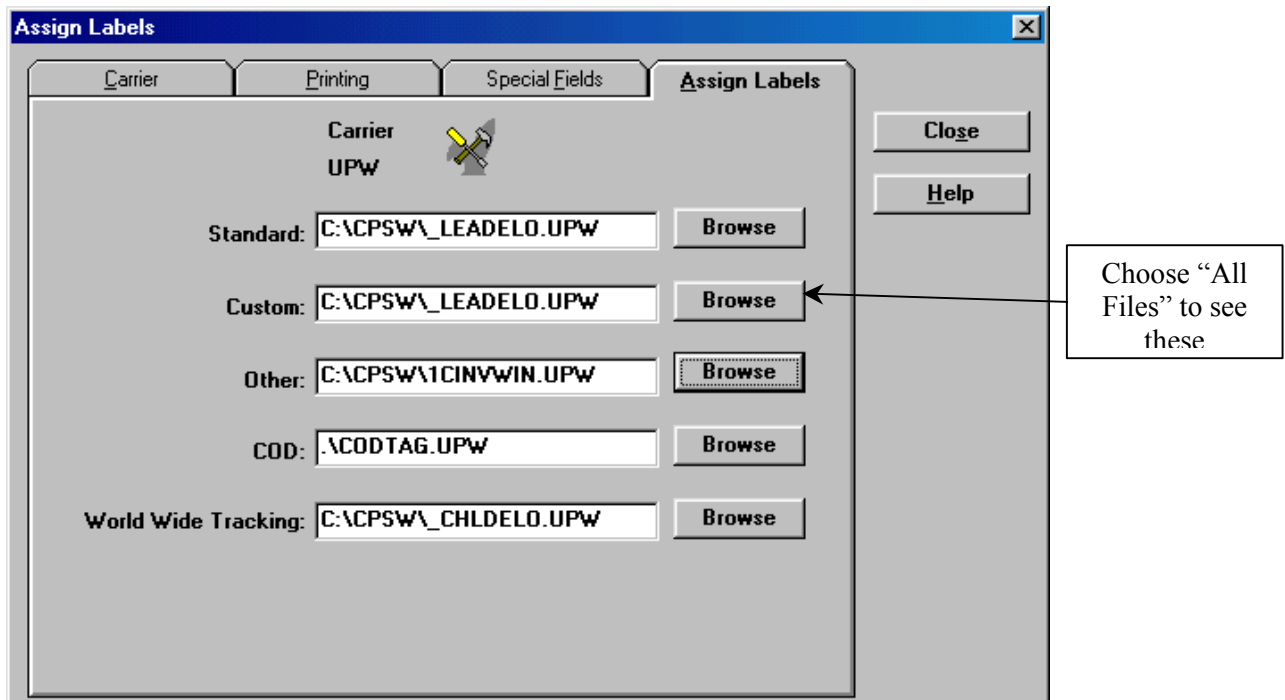 Assign Labels
Carrier Printing Special Fields Assign Labels
Carrier
UPW
Close
Help
Standard: C:\CPSW\_LEADELO.UPW Browse
Custom: C:\CPSW\_LEADELO.UPW Browse
Other: C:\CPSW\1CINVWIN.UPW Browse
COD: .\CODTAG.UPW Browse
World Wide Tracking: C:\CPSW\_CHLDELO.UPW Browse
Choose “All
Files” to see
these